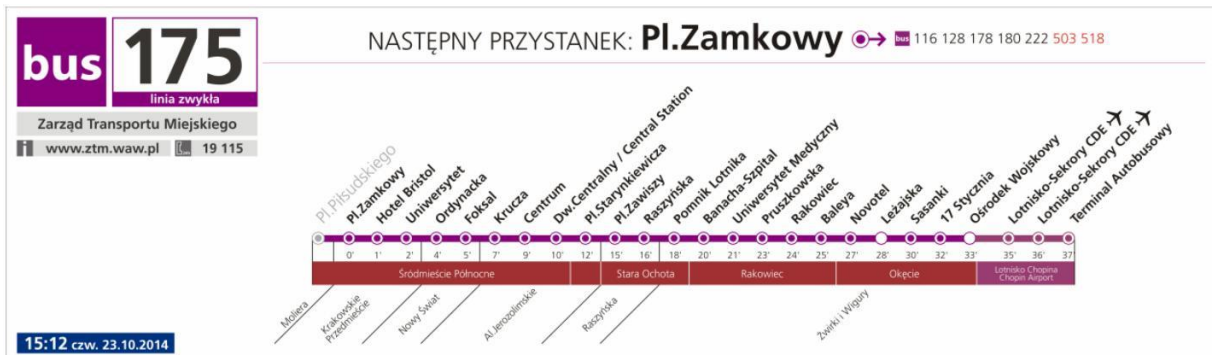 bus
175
linia zwykła
Zarząd Transportu Miejskiego
i www.ztm.waw.pl 19 115
NASTĘPNY PRZYSTANEK: Pl.Zamkowy bus 116 128 178 180 222 503 518
Pl.Piłsudskiego
Pl.Zamkowy
Hotel Bristol
Uniwersytet
Ordynacka
Foksal
Krucza
Centrum
Dw.Centralny / Central Station
Pl.Starynkiewicza
Pl.Zawiszy
Raszyńska
Pomnik Lotnika
Banacha-Szpital
Uniwersytet Medyczny
Pruszkowska
Rakowiec
Baleya
Novotel
Leżajska
Sasanki
17 Stycznia
Ośrodek Wojskowy
Lotnisko-Sekrory CDE
Lotnisko-Sekrory CDE
Terminal Autobusowy
0' 1' 2' 4' 5' 7' 9' 10' 12' 15' 16' 18' 20' 21' 23' 24' 25' 27' 28' 30' 32' 33' 35' 36' 37'
Śródmieście Północne
Stara Ochota
Rakowiec
Okęcie
Lotnisko Chopina
Chopin Airport
Moliera
Krakowskie
Przedmieście
Nowy Świat
Al.Jerozolimskie
Raszyńska
Żwirki i Wigury
15:12 czw. 23.10.2014